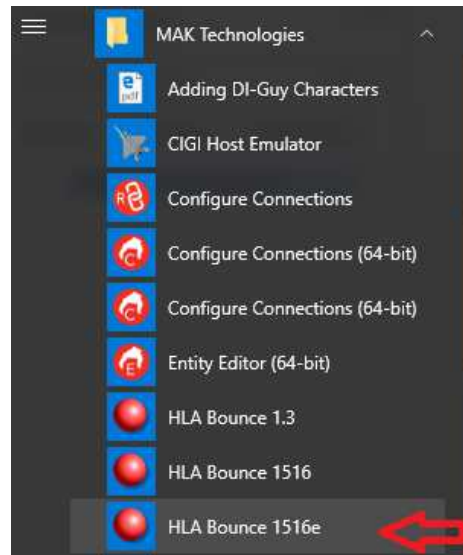 MAK Technologies
pdf
Adding DI-Guy Characters
CIGI Host Emulator
R
Configure Connections
C
Configure Connections (64-bit)
C
Configure Connections (64-bit)
E
Entity Editor (64-bit)
HLA Bounce 1.3
HLA Bounce 1516
HLA Bounce 1516e